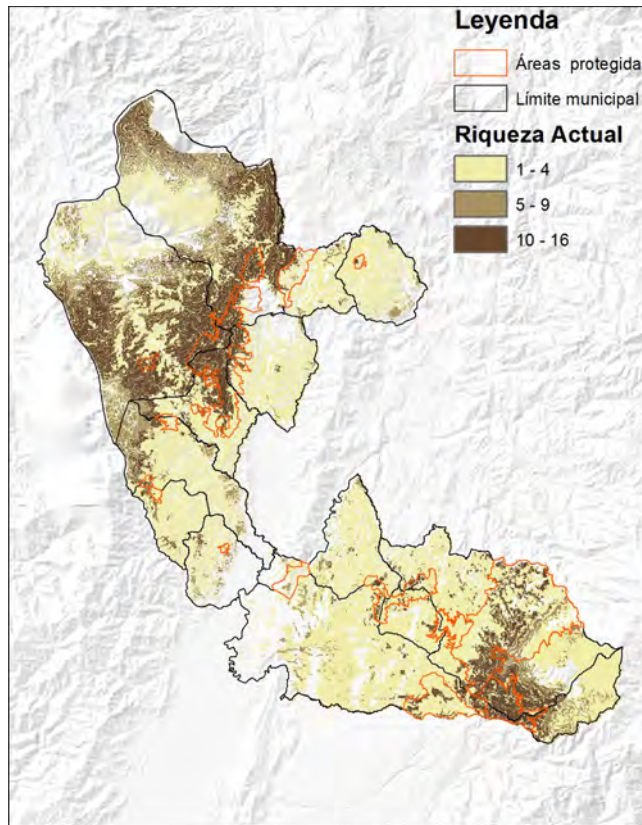 Leyenda
Áreas protegida
Límite municipal
Riqueza Actual
1 - 4
5 - 9
10 - 16